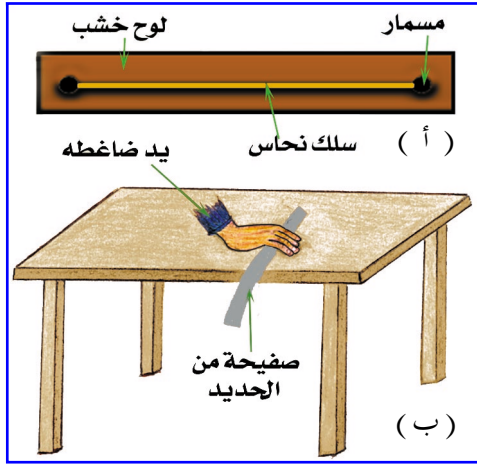 لوح خشب
مسمار
سلك نحاس
( أ )
يد ضاغطه
صفيحة من
الحديد
( ب )